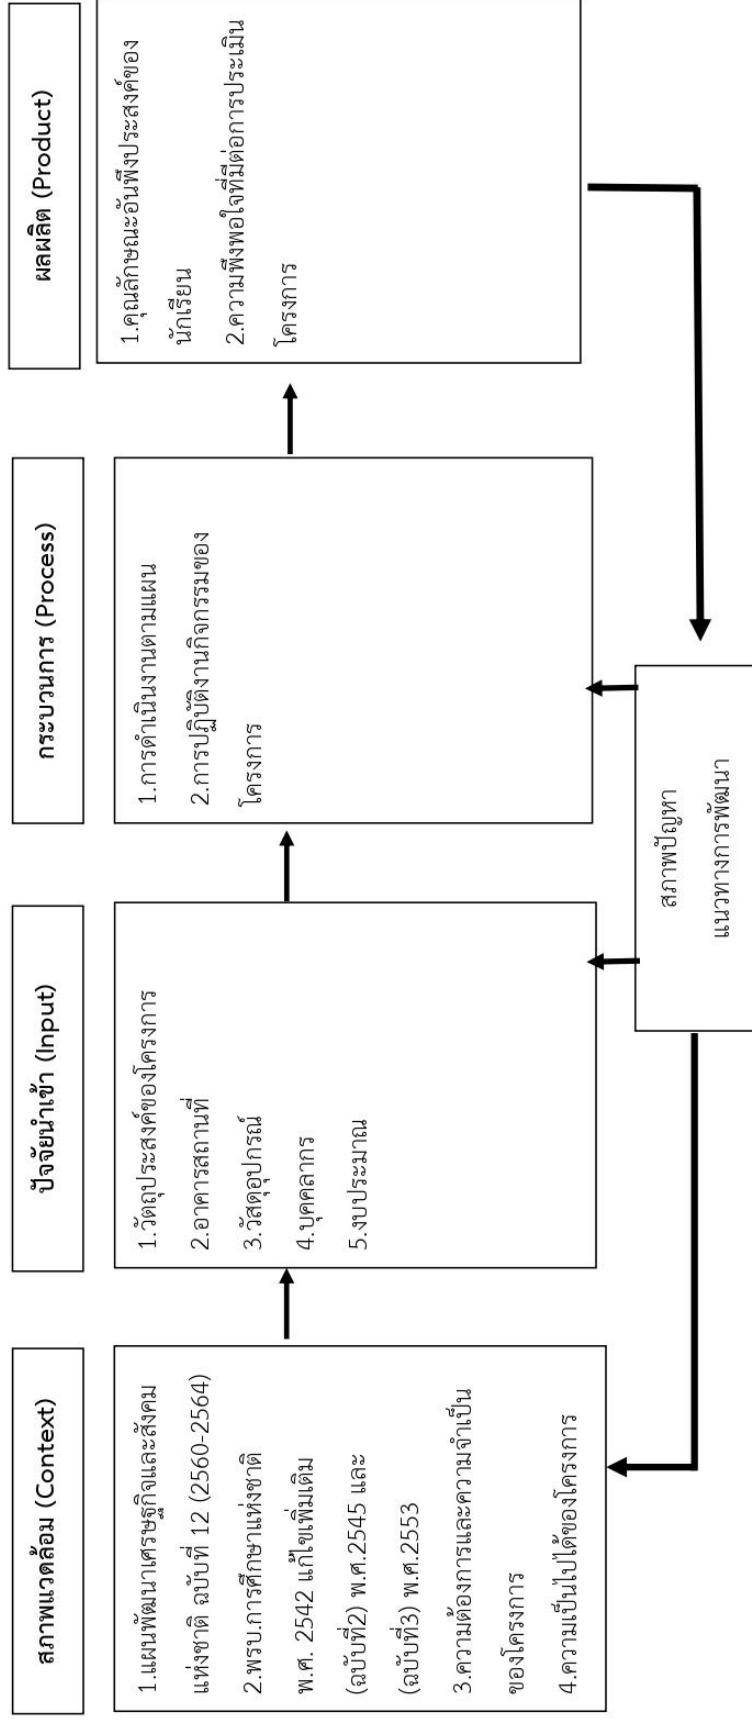 สภาพแวดล้อม (Context)
1.แผนพัฒนาเศรษฐกิจและสังคม
แห่งชาติ ฉบับที่ 12 (2560-2564)
2.พรบ.การศึกษาแห่งชาติ
พ.ศ. 2542 แก้ไขเพิ่มเติม
(ฉบับที่2) พ.ศ.2545 และ
(ฉบับที่3) พ.ศ.2553
3.ความต้องการและความจำเป็น
ของโครงการ
4.ความเป็นไปได้ของโครงการ
ปัจจัยนำเข้า (Input)
1.วัตถุประสงค์ของโครงการ
2.อาคารสถานที่
3.วัสดุอุปกรณ์
4.บุคคลากร
5.งบประมาณ
กระบวนการ (Process)
1.การดำเนินงานตามแผน
2.การปฏิบัติงานกิจกรรมของ
โครงการ
ผลผลิต (Product)
1.คุณลักษณะอันพึงประสงค์ของ
นักเรียน
2.ความพึงพอใจที่มีต่อการประเมิน
โครงการ
สภาพปัญหา
แนวทางการพัฒนา